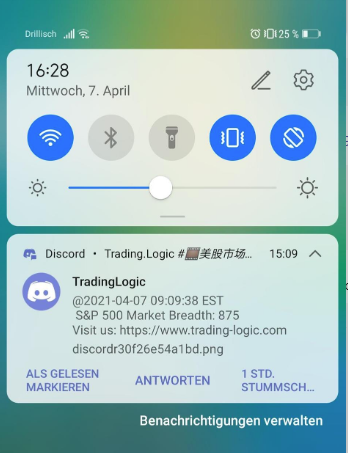 Drillisch 25 %
16:28
Mittwoch, 7. April
Discord • Trading.Logic #🌉美股市场... 15:09
TradingLogic
@2021-04-07 09:09:38 EST
S&P 500 Market Breadth: 875
Visit us: https://www.trading-logic.com
discordr30f26e54a1bd.png
ALS GELESEN
MARKIEREN
ANTWORTEN
1 STD.
STUMMSCH...
Benachrichtigungen verwalten